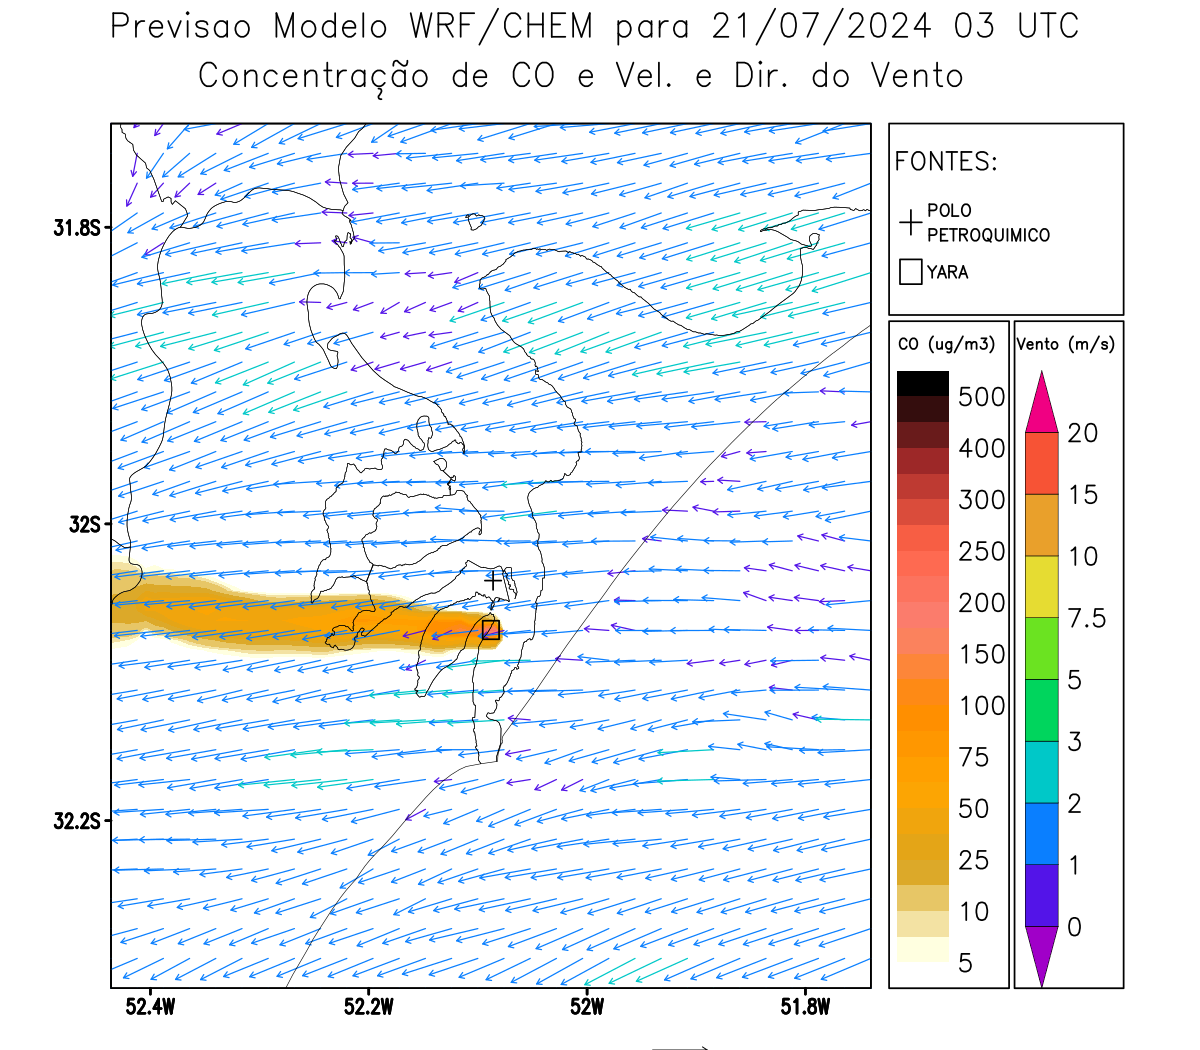 Previsao Modelo WRF/CHEM para 21/07/2024 03 UTC
Concentração de CO e Vel. e Dir. do Vento
FONTES:
POLO
PETROQUIMICO
YARA
31.8S
32S
32.2S
52.4W
52.2W
52W
51.8W
CO (ug/m3)
500
400
300
250
200
150
100
75
50
25
10
5
Vento (m/s)
20
15
10
7.5
5
3
2
1
0